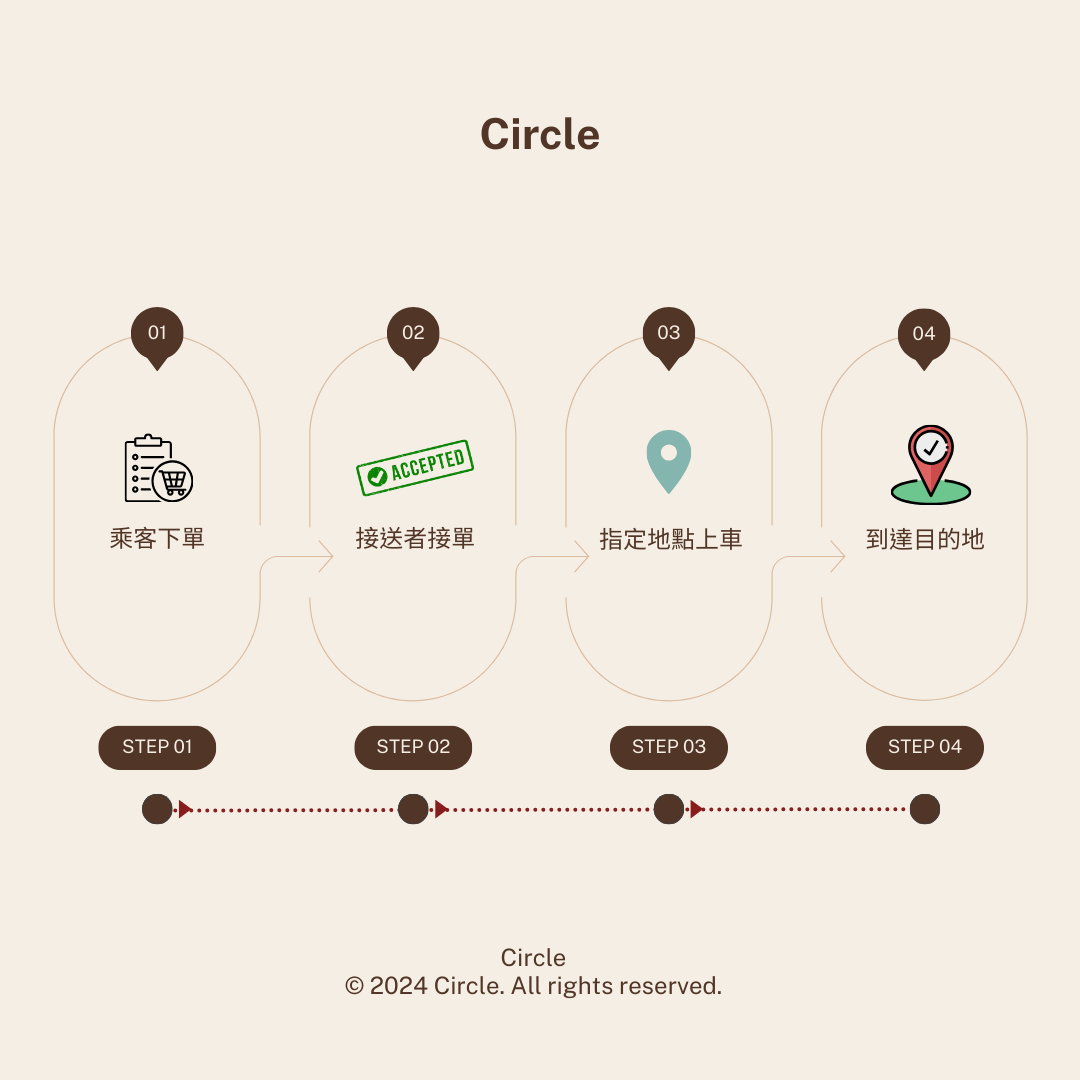 Circle
01
02
03
04
ACCEPTED
乘客下單
接送者接單
指定地點上車
到達目的地
STEP 01
STEP 02
STEP 03
STEP 04
Circle
© 2024 Circle. All rights reserved.